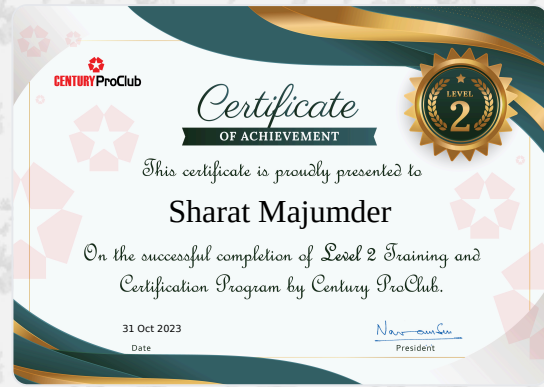 CENTURY ProClub
Certificate
OF ACHIEVEMENT
LEVEL
2
This certificate is proudly presented to
Sharat Majumder
On the successful completion of Level 2 Training and
Certification Program by Century ProClub.
31 Oct 2023
Date
President